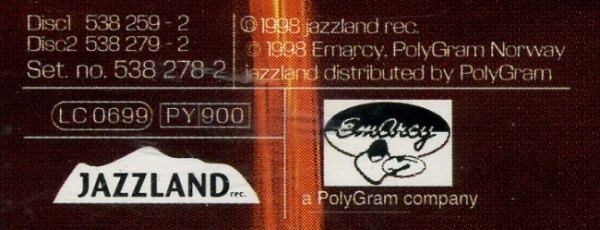 Disc1 538 259 - 2
Disc2 538 279 - 2
Set. no. 538 278-2
℗1998 jazzland rec.
© 1998 Emarcy, PolyGram Norway
jazzland distributed by PolyGram
LC 0699 PY 900
JAZZLAND rec.
EmArcy
a PolyGram company